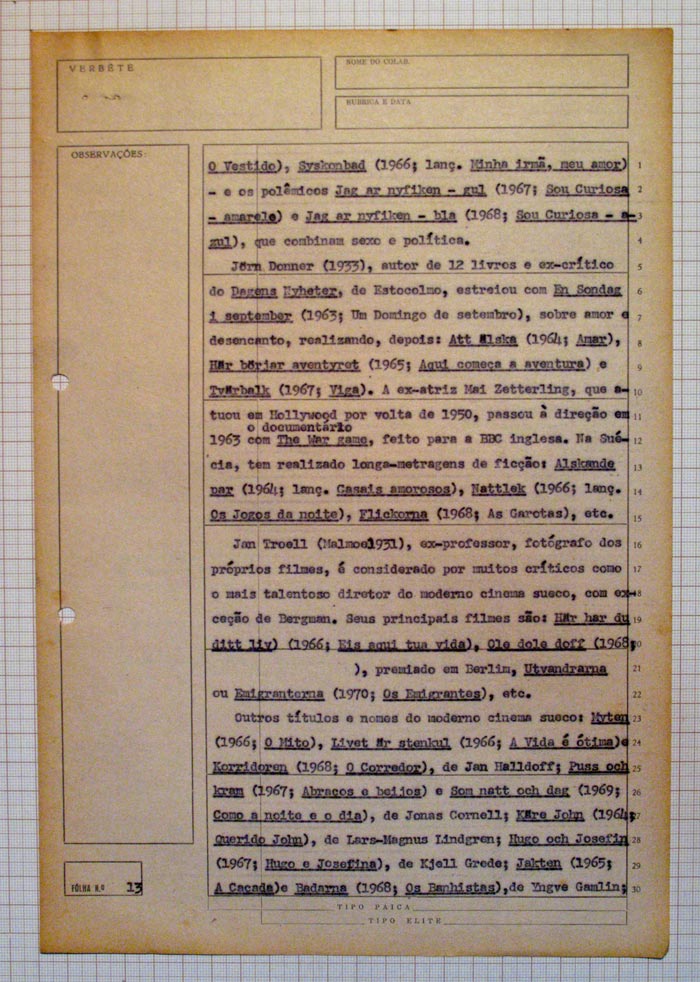 VERBÊTE
NOME DO COLAB.
RUBRICA E DATA
OBSERVAÇÕES:
O Vestido), Syskonbad (1966; lanç. Minha irmã, meu amor) 1
- e os polêmicos Jag ar nyfiken - gul (1967; Sou Curiosa 2
- amarelo) e Jag ar nyfiken - bla (1968; Sou Curiosa - a- 3
zul), que combinam sexo e política. 4
Jörn Donner (1933), autor de 12 livros e ex-crítico 5
do Dagens Nyheter, de Estocolmo, estreiou com En Sondag 6
i september (1963; Um Domingo de setembro), sobre amor e 7
desencanto, realizando, depois: Att älska (1964; Amar), 8
Här börjar aventyret (1965; Aqui começa a aventura) e 9
Tvärbalk (1967; Viga). A ex-atriz Mai Zetterling, que a- 10
tuou em Hollywood por volta de 1950, passou à direção em 11
o documentário
1963 com The War game, feito para a BBC inglesa. Na Sué- 12
cia, tem realizado longa-metragens de ficção: Alskande 13
par (1964; lanç. Casais amorosos), Nattlek (1966; lanç. 14
Os Jogos da noite), Flickorna (1968; As Garotas), etc. 15
Jan Troell (Malmoe1931), ex-professor, fotógrafo dos 16
próprios filmes, é considerado por muitos críticos como 17
o mais talentoso diretor do moderno cinema sueco, com ex- 18
ceção de Bergman. Seus principais filmes são: Här har du 19
ditt liv) (1966; Eis aqui tua vida), Ole dole doff (1968; 20
), premiado em Berlim, Utvandrarna 21
ou Emigranterna (1970; Os Emigrantes), etc. 22
Outros títulos e nomes do moderno cinema sueco: Myten 23
(1966; O Mito), Livet är stenkul (1966; A Vida é ótima)e 24
Korridoren (1968; O Corredor), de Jan Halldoff; Puss och 25
kram (1967; Abraços e beijos) e Som natt och dag (1969; 26
Como a noite e o dia), de Jonas Cornell; Käre John (1964; 27
Querido John), de Lars-Magnus Lindgren; Hugo och Josefin 28
(1967; Hugo e Josefina), de Kjell Grede; Jakten (1965; 29
A Caçada)e Badarna (1968; Os Banhistas),de Yngve Gamlin; 30
FÔLHA N.º 13
TIPO PAICA
TIPO ELITE